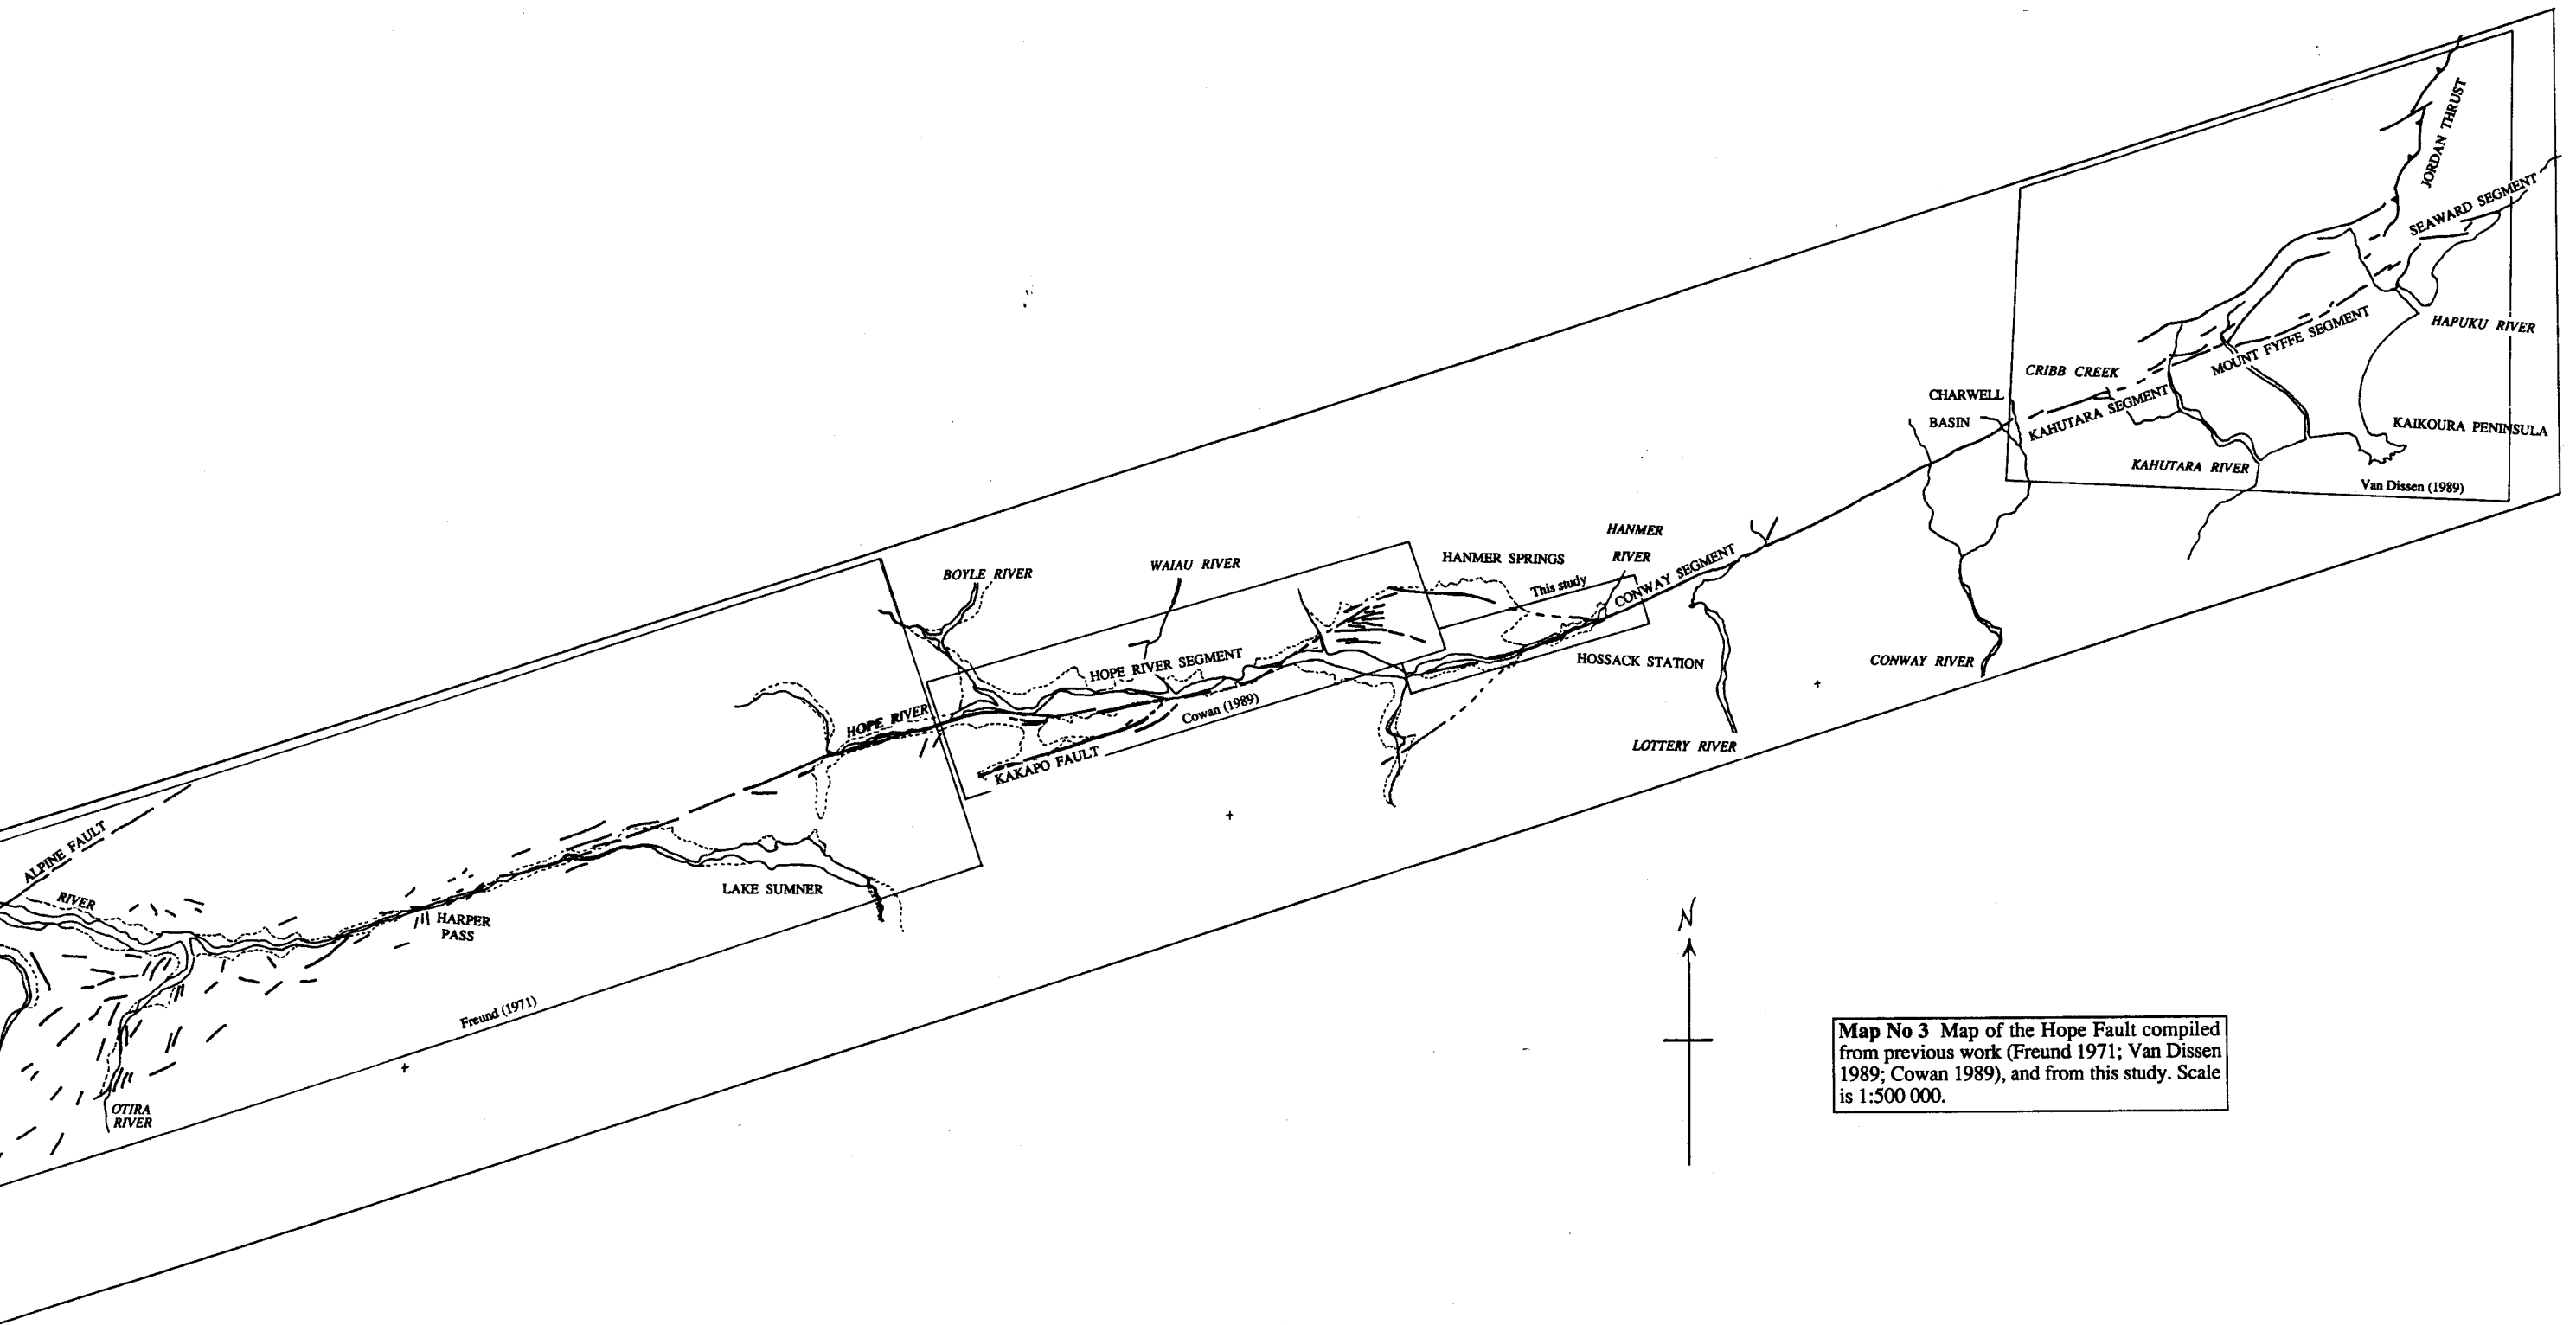 JORDAN THRUST
SEAWARD SEGMENT
HAPUKU RIVER
MOUNT FYFFE SEGMENT
CRIBB CREEK
CHARWELL
BASIN
KAHUTARA SEGMENT
KAIKOURA PENINSULA
KAHUTARA RIVER
Van Dissen (1989)
HANMER
RIVER
HANMER SPRINGS
This study
CONWAY SEGMENT
BOYLE RIVER
WAIAU RIVER
HOPE RIVER SEGMENT
HOSSACK STATION
CONWAY RIVER
HOPE RIVER
Cowan (1989)
KAKAPO FAULT
LOTTERY RIVER
ALPINE FAULT
RIVER
LAKE SUMNER
HARPER
PASS
Freund (1971)
OTIRA
RIVER
N
Map No 3 Map of the Hope Fault compiled
from previous work (Freund 1971; Van Dissen
1989; Cowan 1989), and from this study. Scale
is 1:500 000.